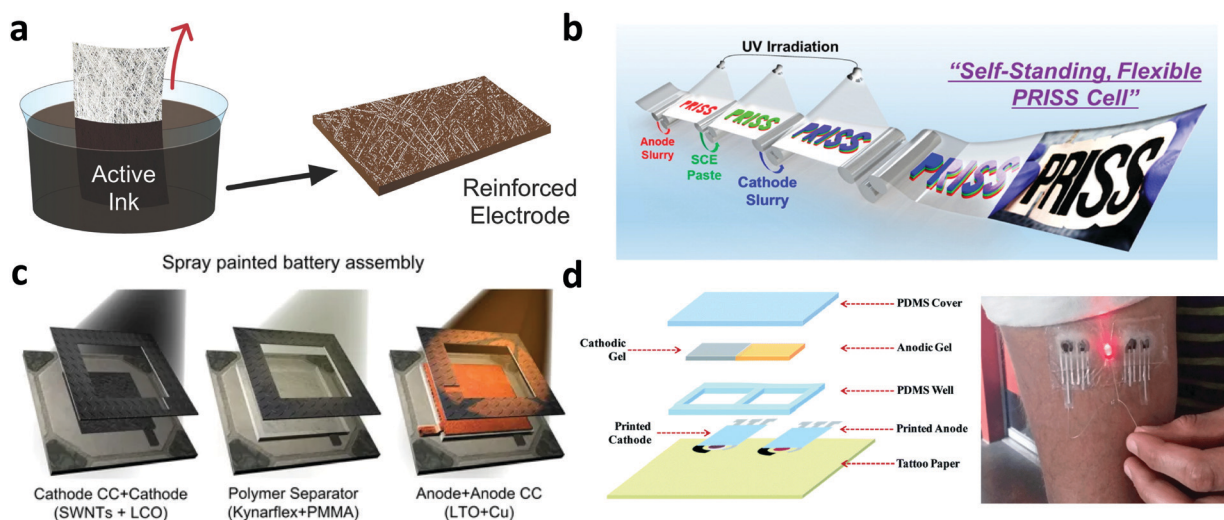 a
Active
Ink
Reinforced
Electrode
b
UV Irradiation
"Self-Standing, Flexible
PRISS Cell"
PRISS
PRISS
PRISS
PRISS
PRISS
Anode
Slurry
SCE
Paste
Cathode
Slurry
c
Spray painted battery assembly
Cathode CC+Cathode
(SWNTs + LCO)
Polymer Separator
(Kynarflex+PMMA)
Anode+Anode CC
(LTO+Cu)
d
PDMS Cover
Cathodic
Gel
Anodic Gel
PDMS Well
Printed
Cathode
Printed Anode
Tattoo Paper